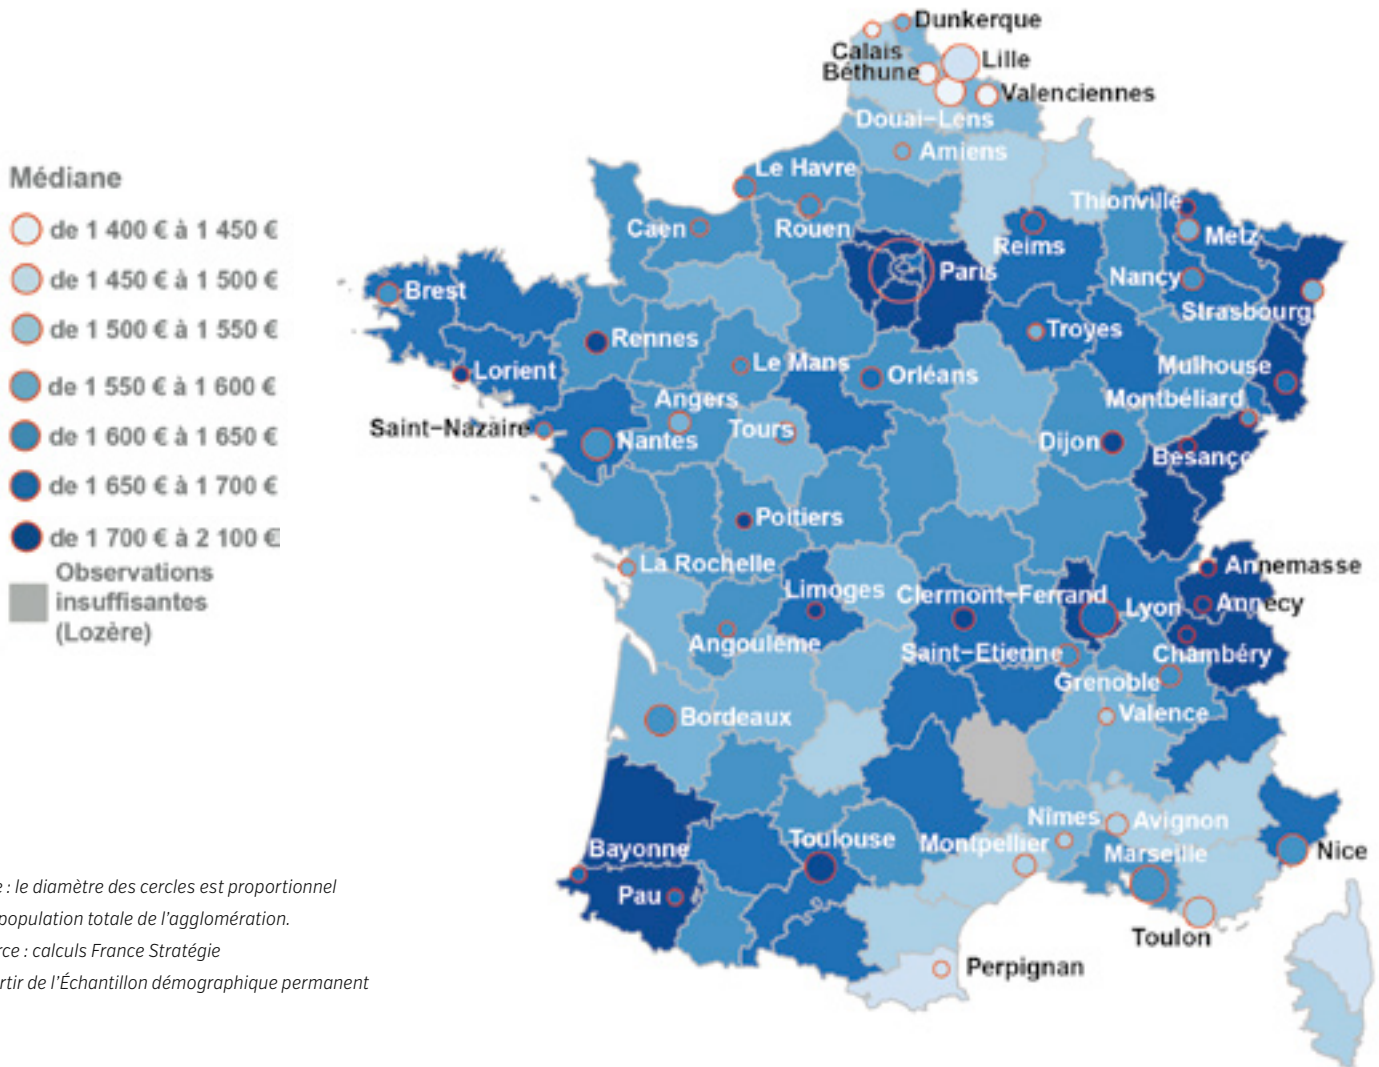 Dunkerque
Calais
Lille
Béthune
Valenciennes
Douai-Lens
Amiens
Médiane
Le Havre
Thionville
de 1 400 € à 1 450 €
Caen
Rouen
Reims
Metz
de 1 450 € à 1 500 €
Paris
Nancy
Brest
Strasbourg
de 1 500 € à 1 550 €
Rennes
Troyes
Lorient
Le Mans
Orléans
Mulhouse
de 1 550 € à 1 600 €
Angers
Montbéliard
Saint-Nazaire
Nantes
Tours
Dijon
de 1 600 € à 1 650 €
Besanço
de 1 650 € à 1 700 €
Poitiers
de 1 700 € à 2 100 €
La Rochelle
Annemasse
Observations
insuffisantes
(Lozère)
Limoges
Clermont-Ferrand
Lyon
Annecy
Angoulême
Saint-Etienne
Chambéry
Grenoble
Bordeaux
Valence
Nîmes
Avignon
Bayonne
Toulouse
Montpellier
Marseille
Nice
Pau
Toulon
Perpignan
e : le diamètre des cercles est proportionnel
population totale de l'agglomération.
rce : calculs France Stratégie
rtir de l'Échantillon démographique permanent